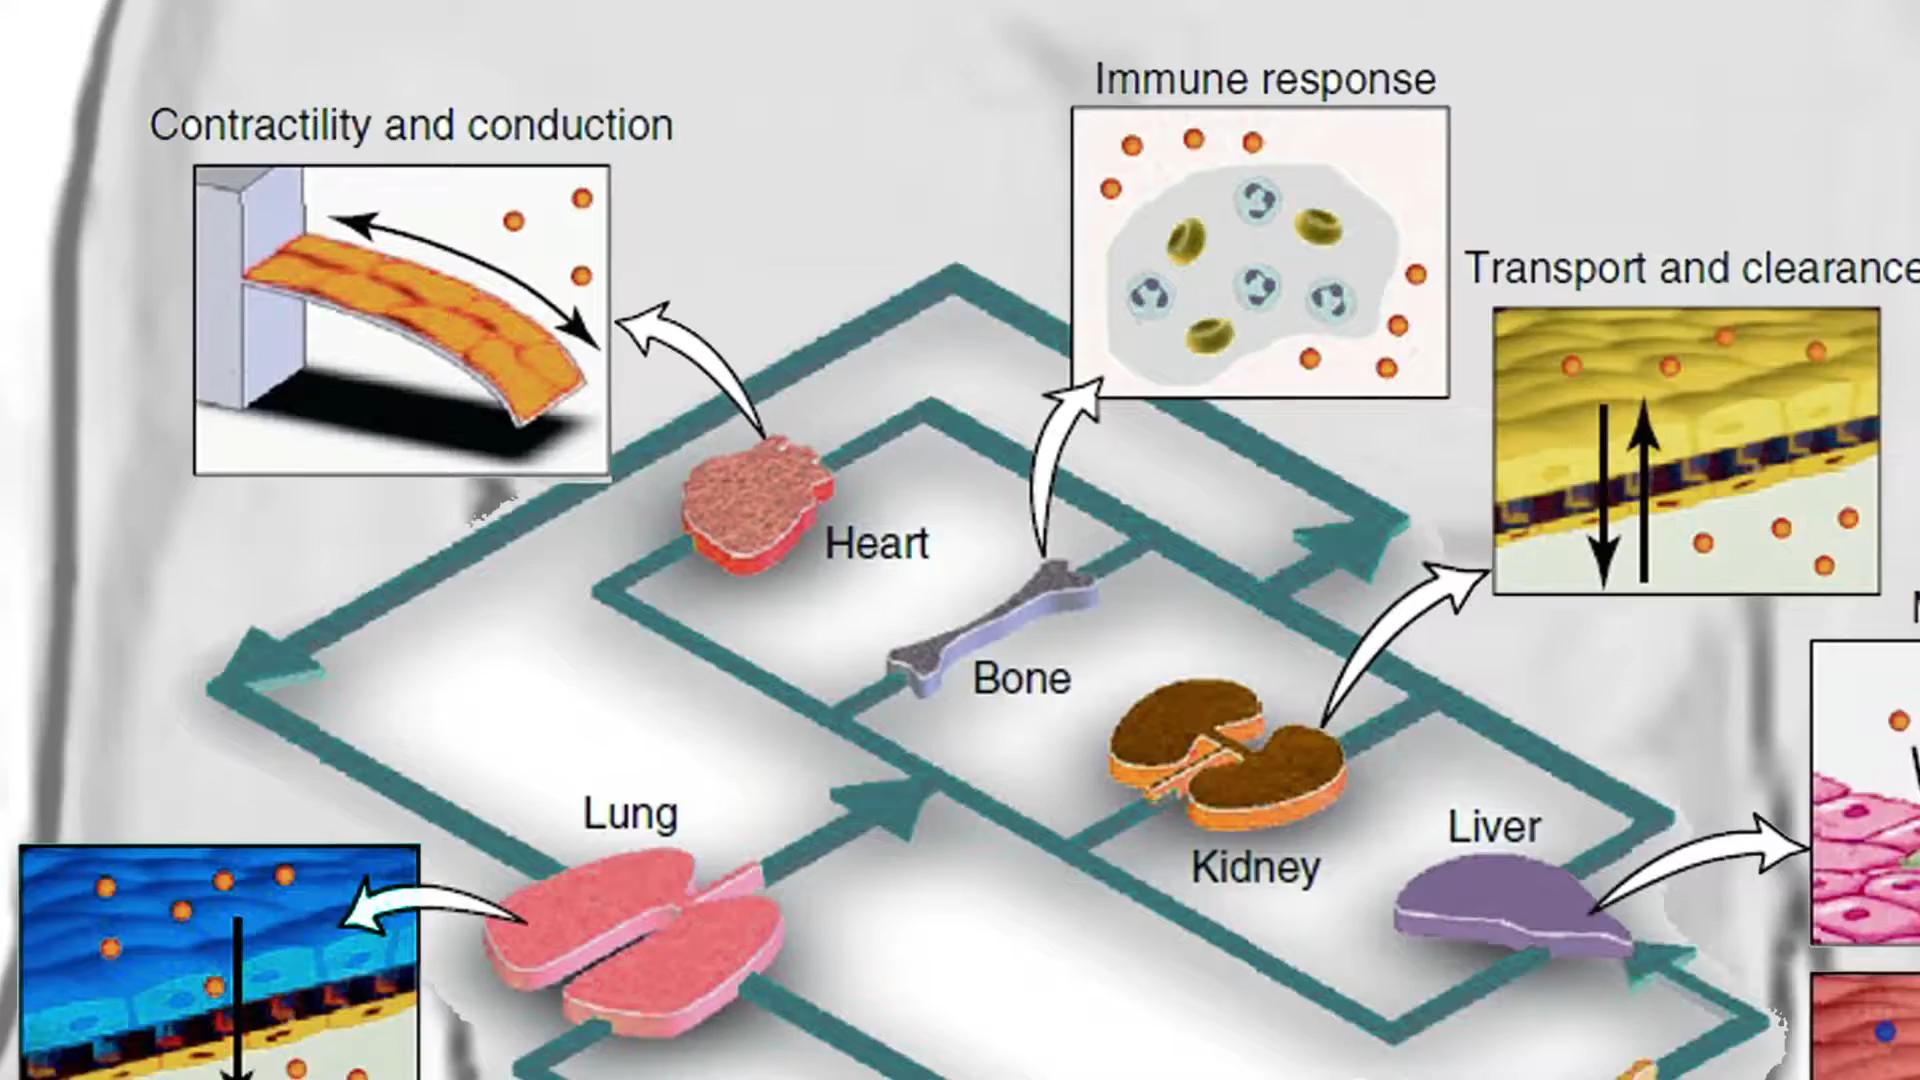 Immune response
Contractility and conduction
Transport and clearance
Heart
Bone
Lung
Liver
Kidney